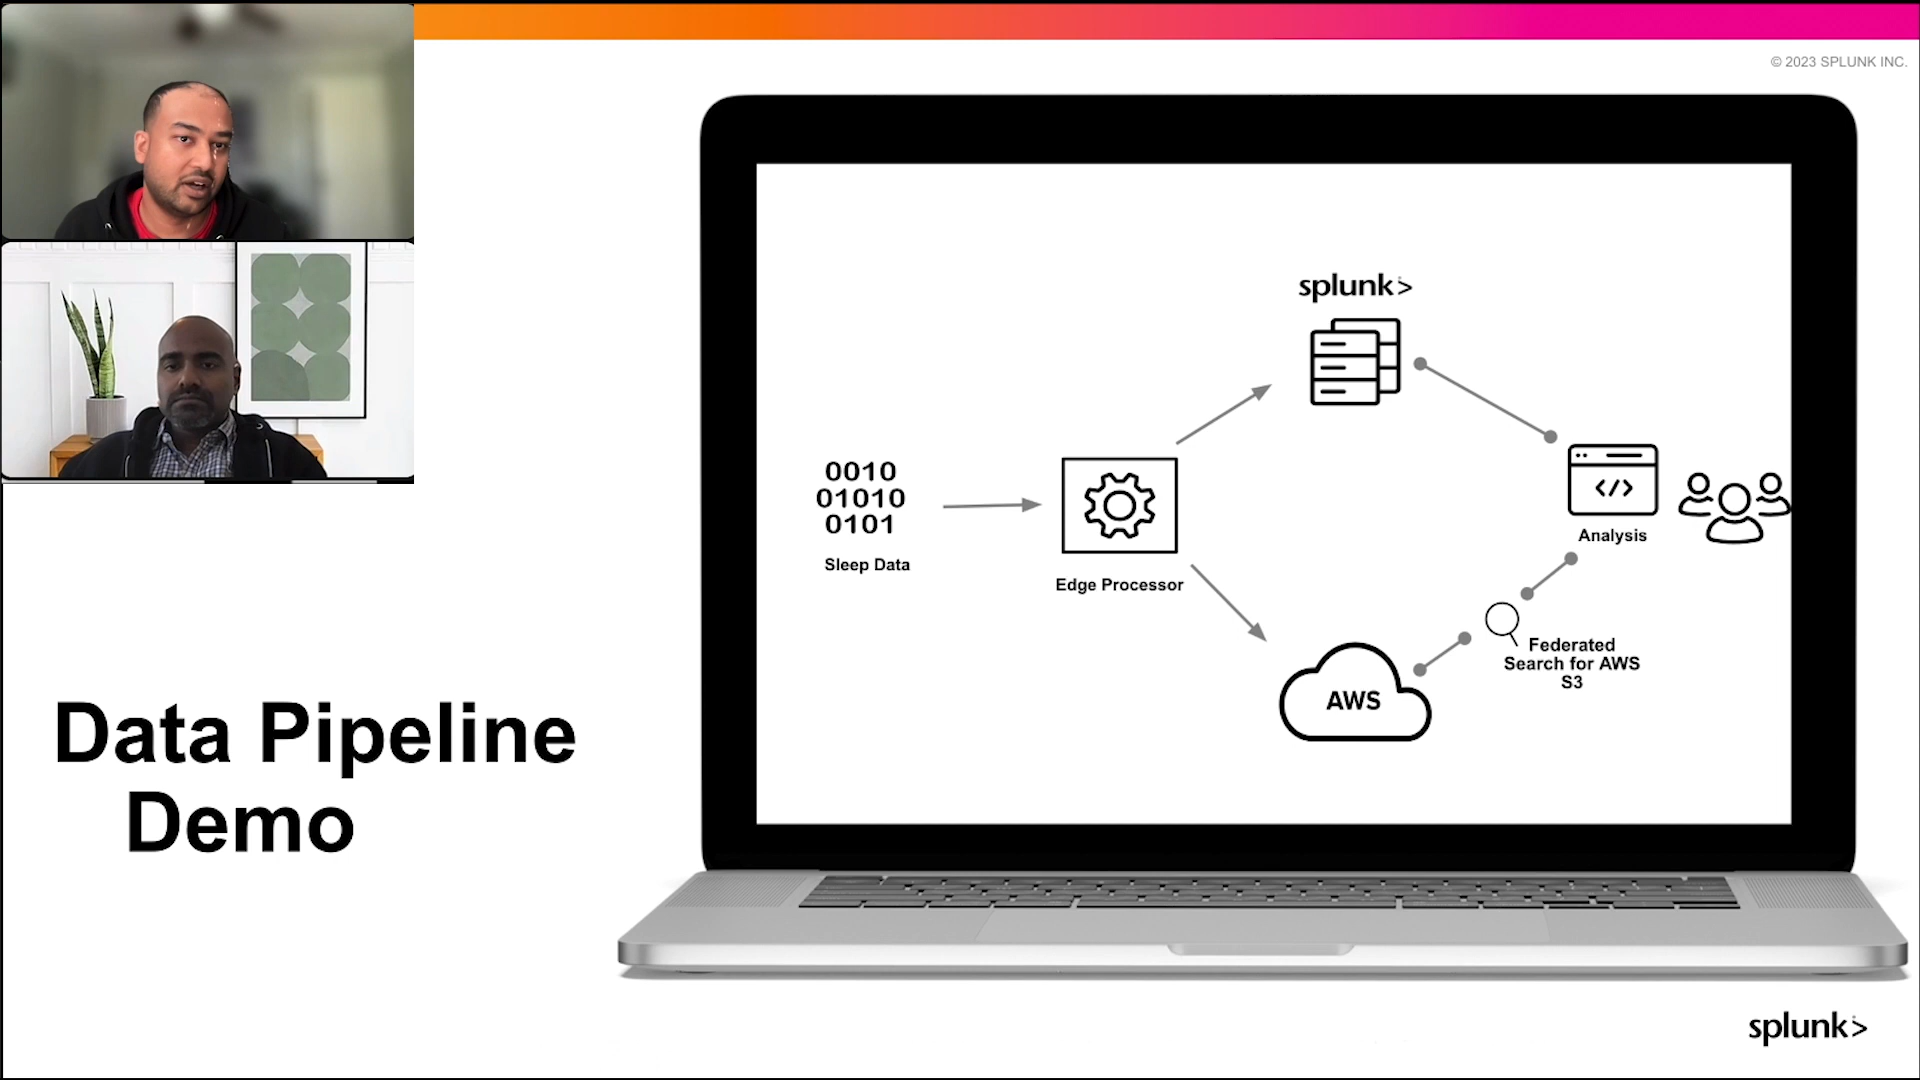 © 2023 SPLUNK INC.
splunk>
0010
01010
0101
Sleep Data
Edge Processor
</>
Analysis
Federated
Search for AWS
S3
AWS
Data Pipeline
Demo
splunk>